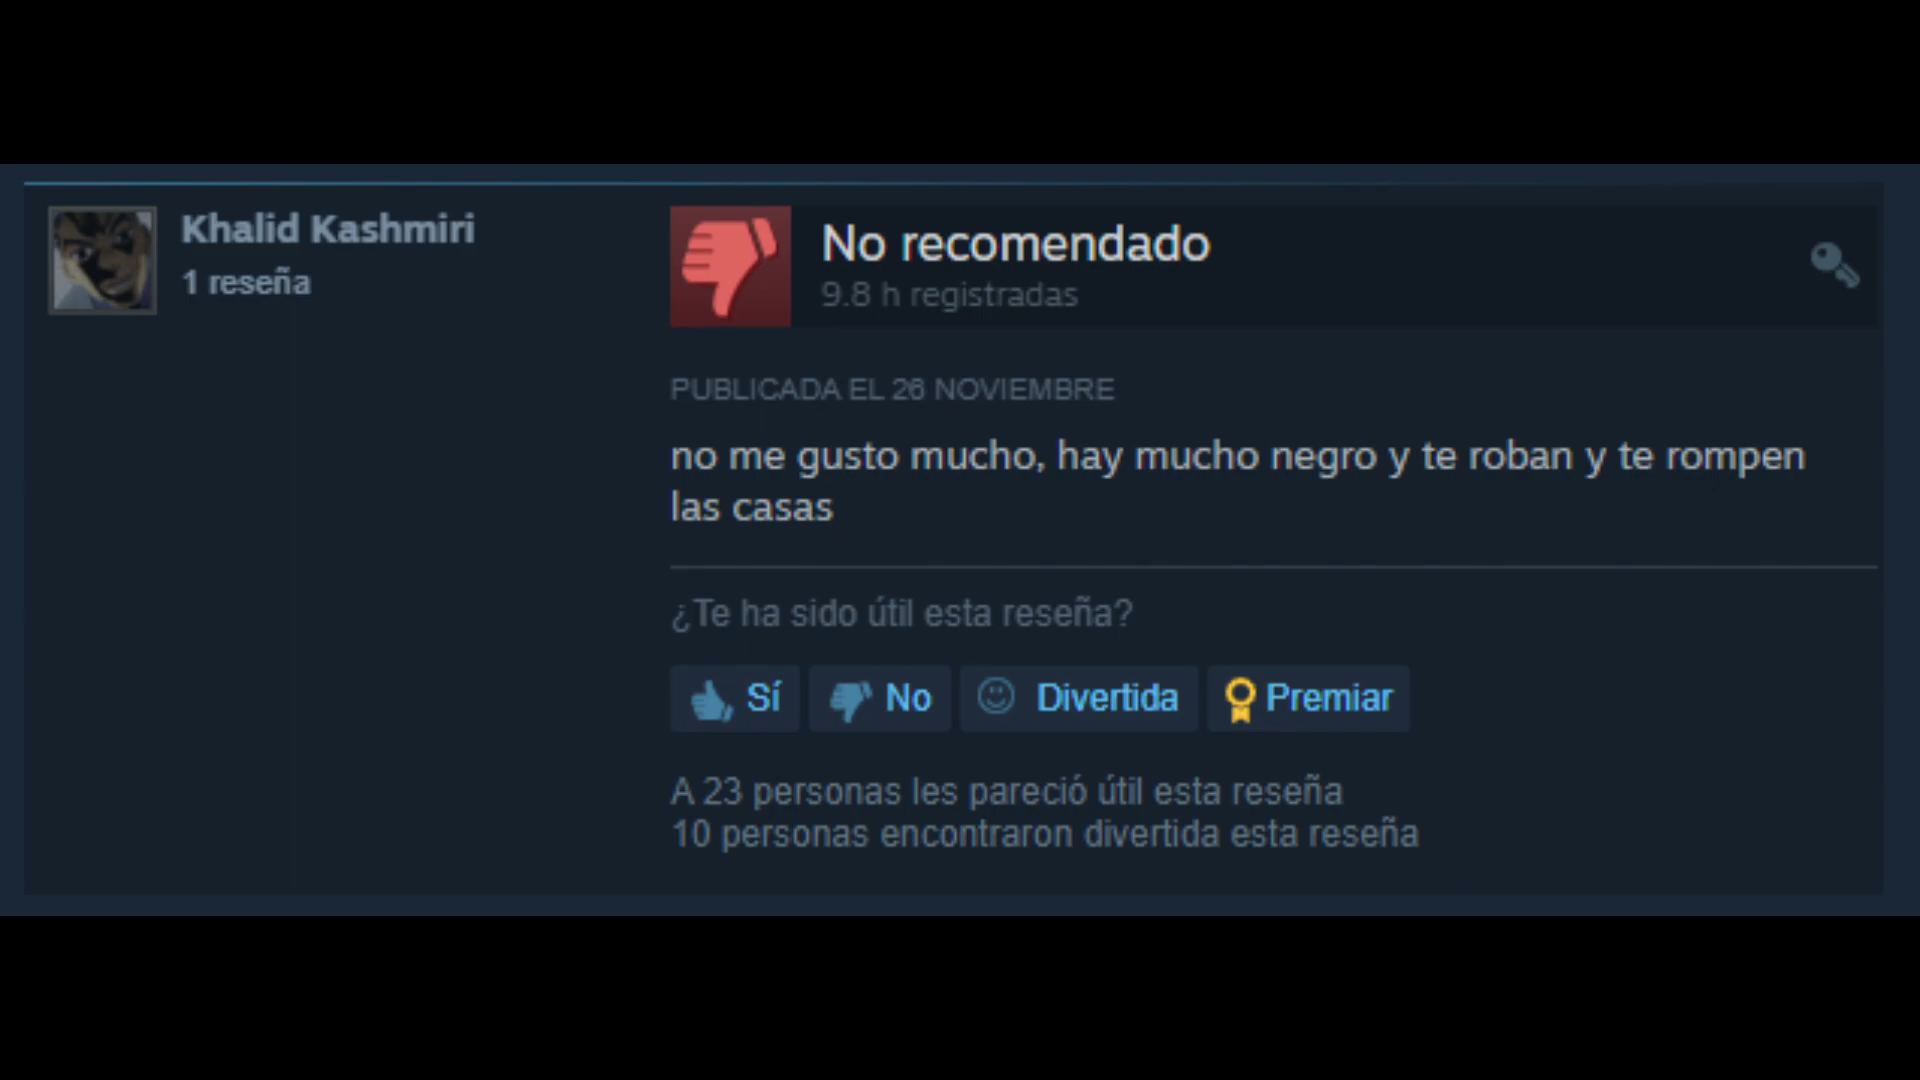 Khalid Kashmiri
1 reseña
No recomendado
9.8 h registradas
PUBLICADA EL 26 NOVIEMBRE
no me gusto mucho, hay mucho negro y te roban y te rompen
las casas
¿Te ha sido útil esta reseña?
Sí No Divertida Premiar
A 23 personas les pareció útil esta reseña
10 personas encontraron divertida esta reseña